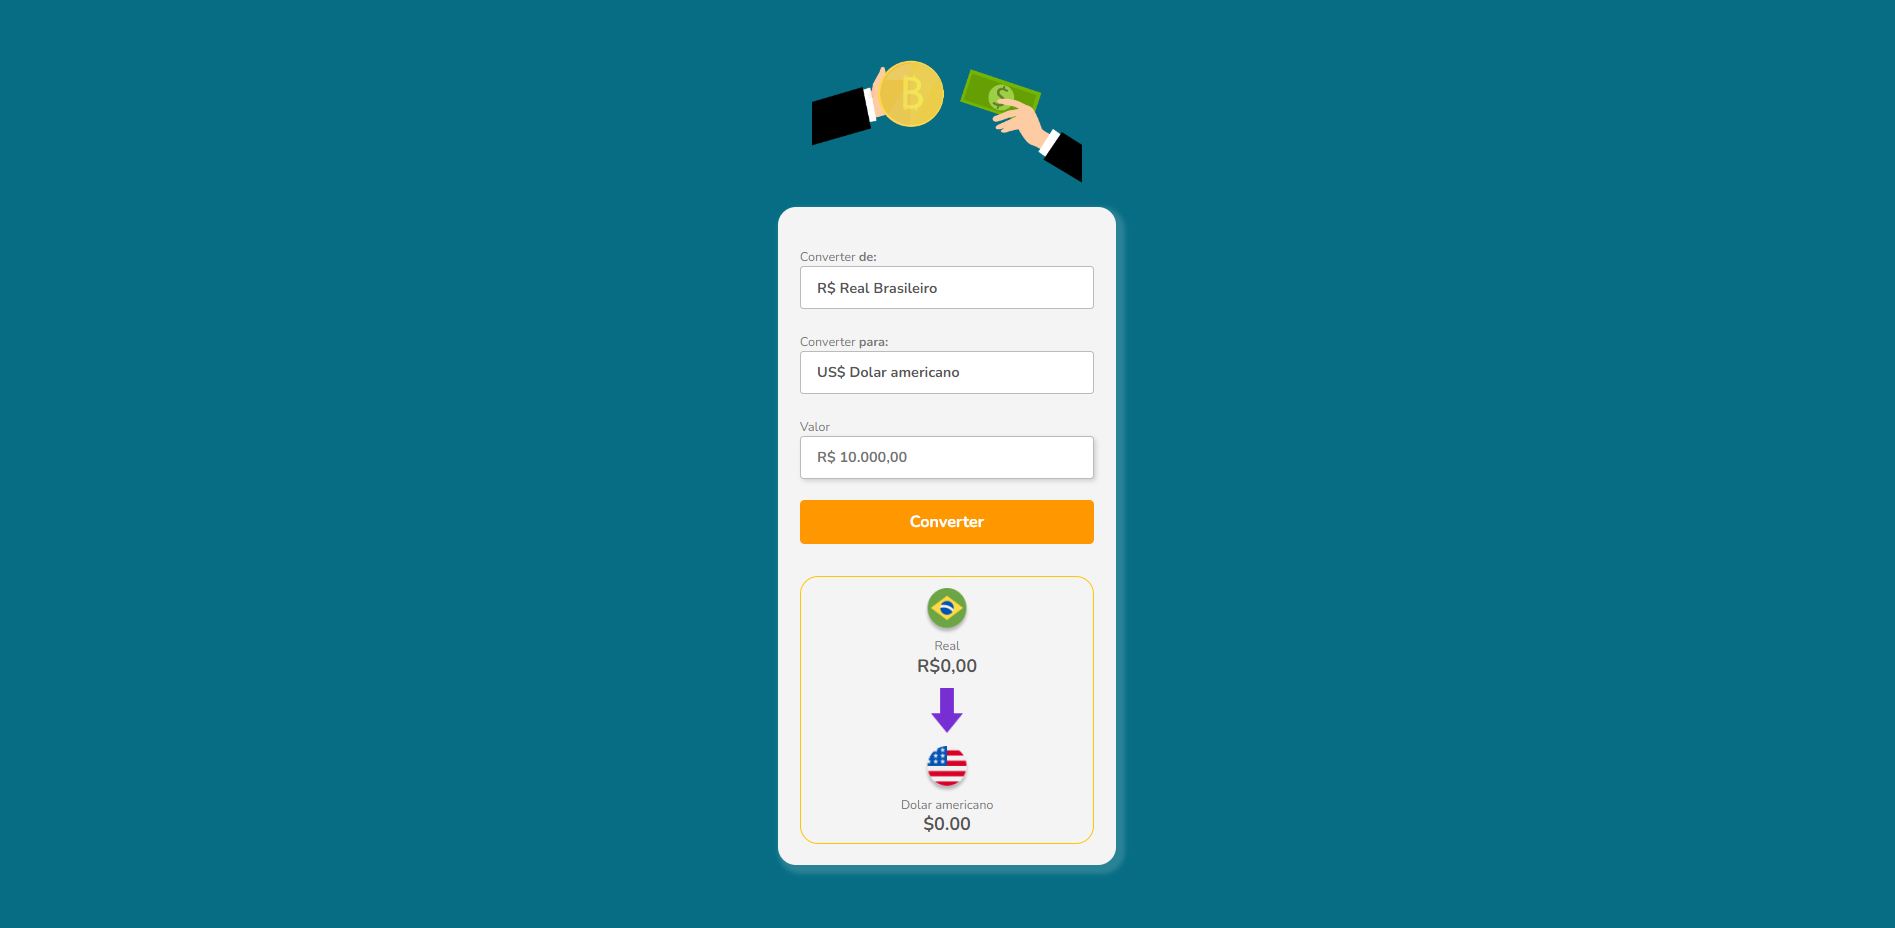 B
$
Converter de:
R$ Real Brasileiro
Converter para:
US$ Dolar americano
Valor
R$ 10.000,00
Converter
Real
R$0,00
Dolar americano
$0.00